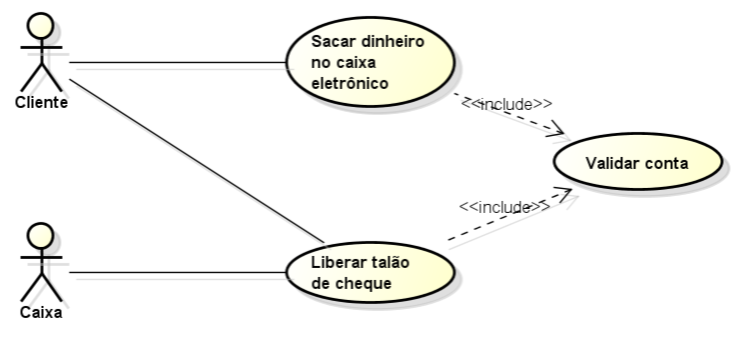 Cliente
Sacar dinheiro
no caixa
eletrônico
<<include>>
Validar conta
<<include>>
Liberar talão
de cheque
Caixa